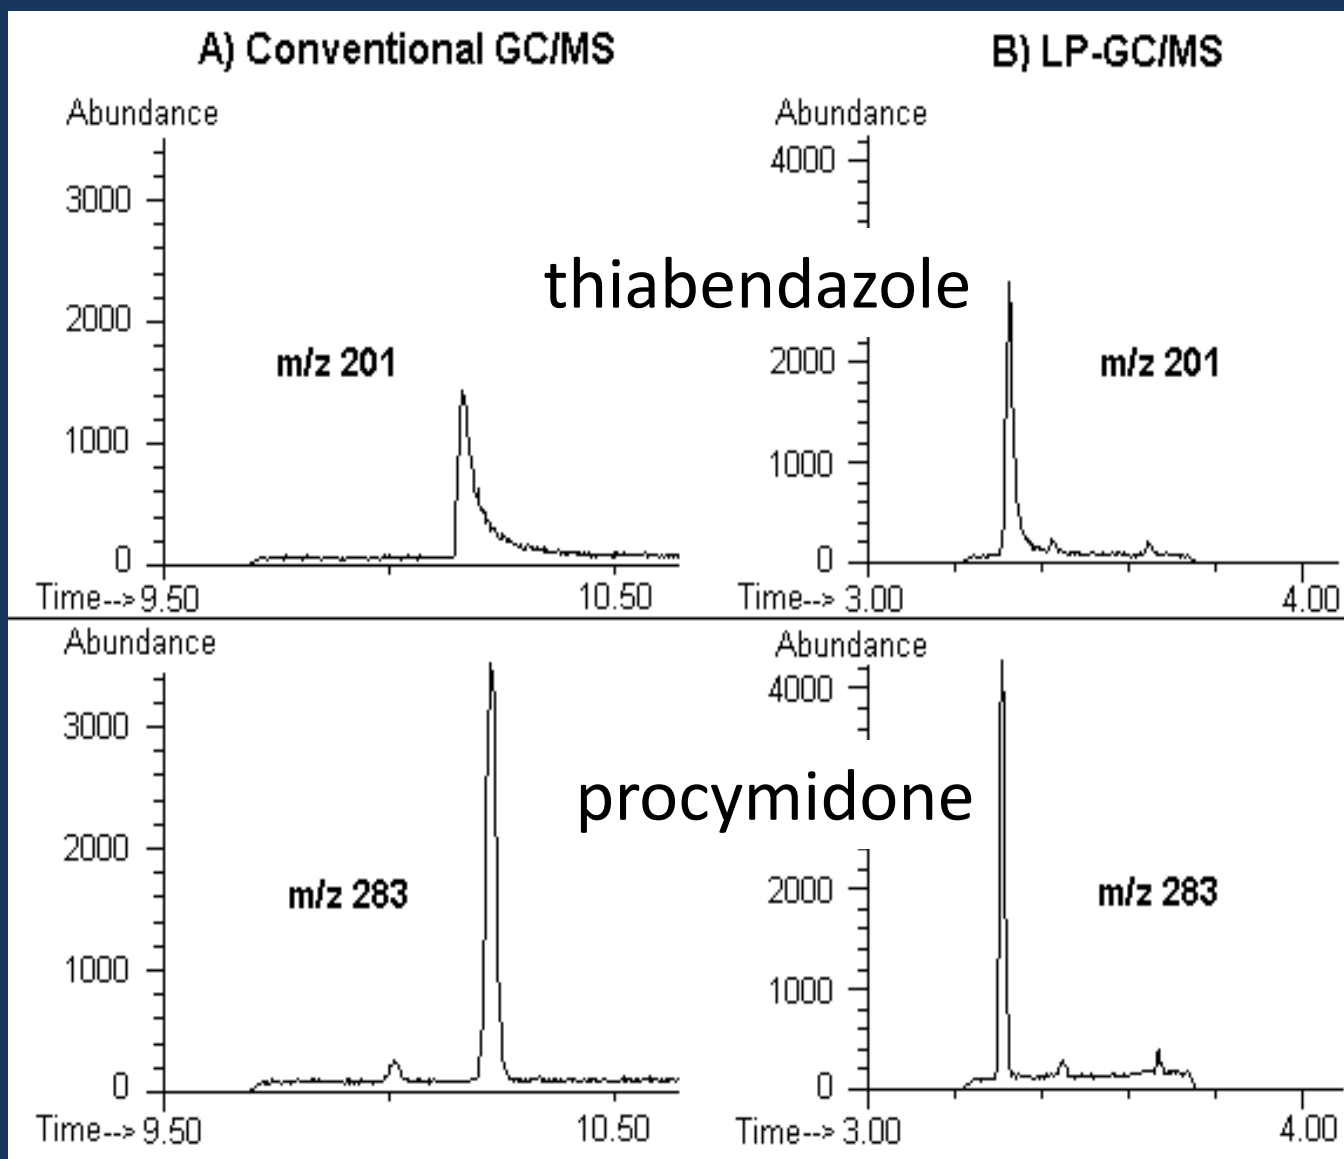 A) Conventional GC/MS
B) LP-GC/MS
Abundance
3000
2000
1000
0
m/z 201
Time--> 9.50
10.50
thiabendazole
Abundance
4000
2000
1000
0
m/z 201
Time--> 3.00
4.00
Abundance
3000
2000
1000
0
m/z 283
Time--> 9.50
10.50
procymidone
Abundance
4000
2000
1000
0
m/z 283
Time--> 3.00
4.00